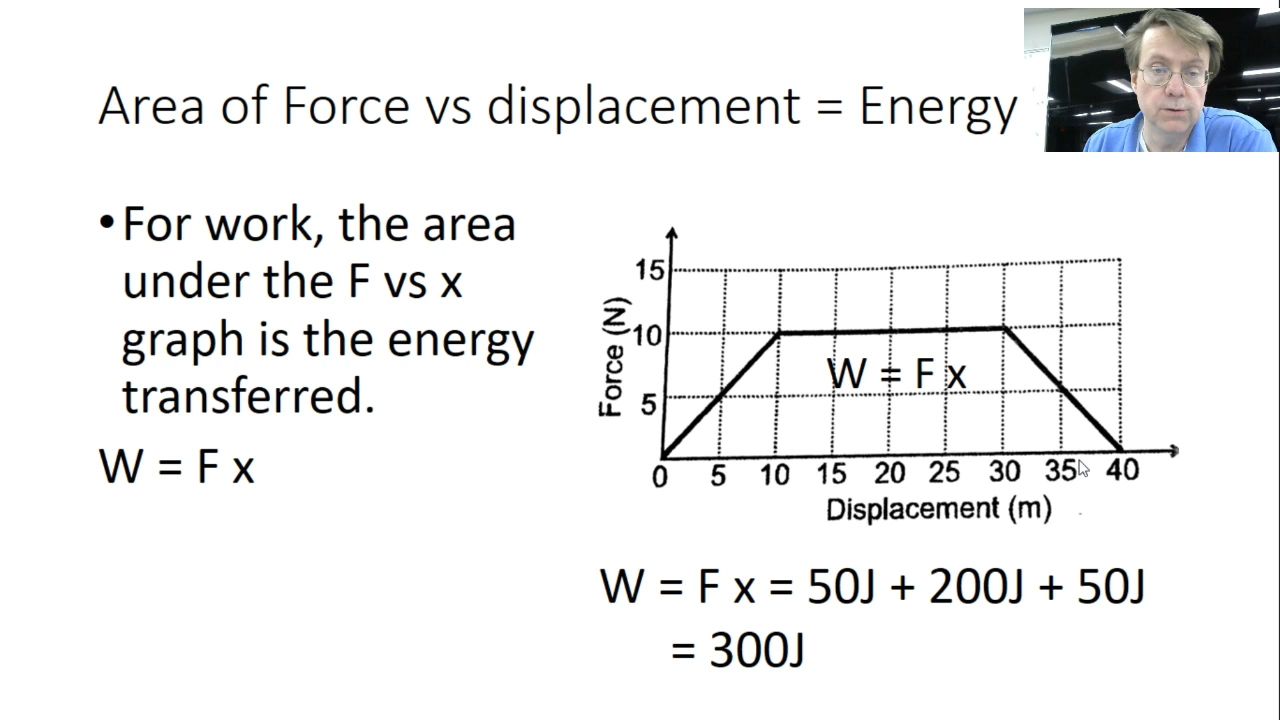 Area of Force vs displacement = Energy
•For work, the area
under the F vs x
graph is the energy
transferred.
W = F x
15
10
5
Force (N)
W = F x
0 5 10 15 20 25 30 35 40
Displacement (m)
W = F x = 50J + 200J + 50J
= 300J